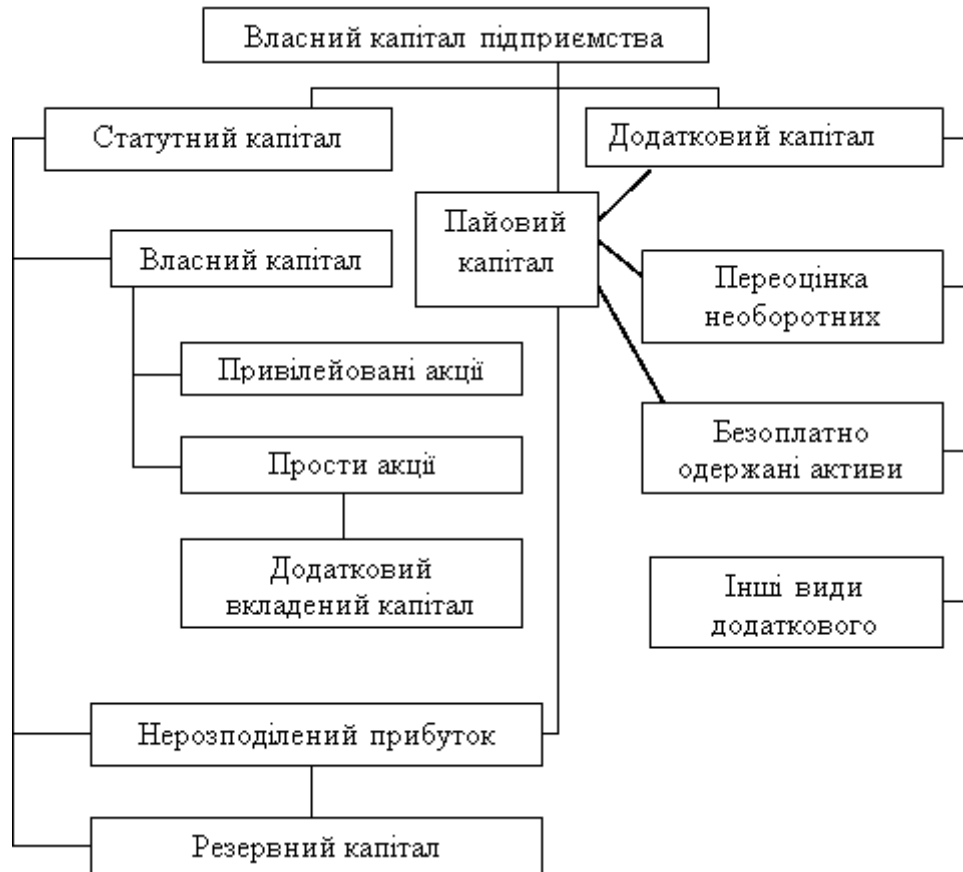 Власний капітал підприємства
Статутний капітал
Додатковий капітал
Пайовий
капітал
Власний капітал
Переоцінка
необоротних
Привілейовані акції
Прости акції
Безоплатно
одержані активи
Додатковий
вкладений капітал
Інші види
додаткового
Нерозподілений прибуток
Резервний капітал